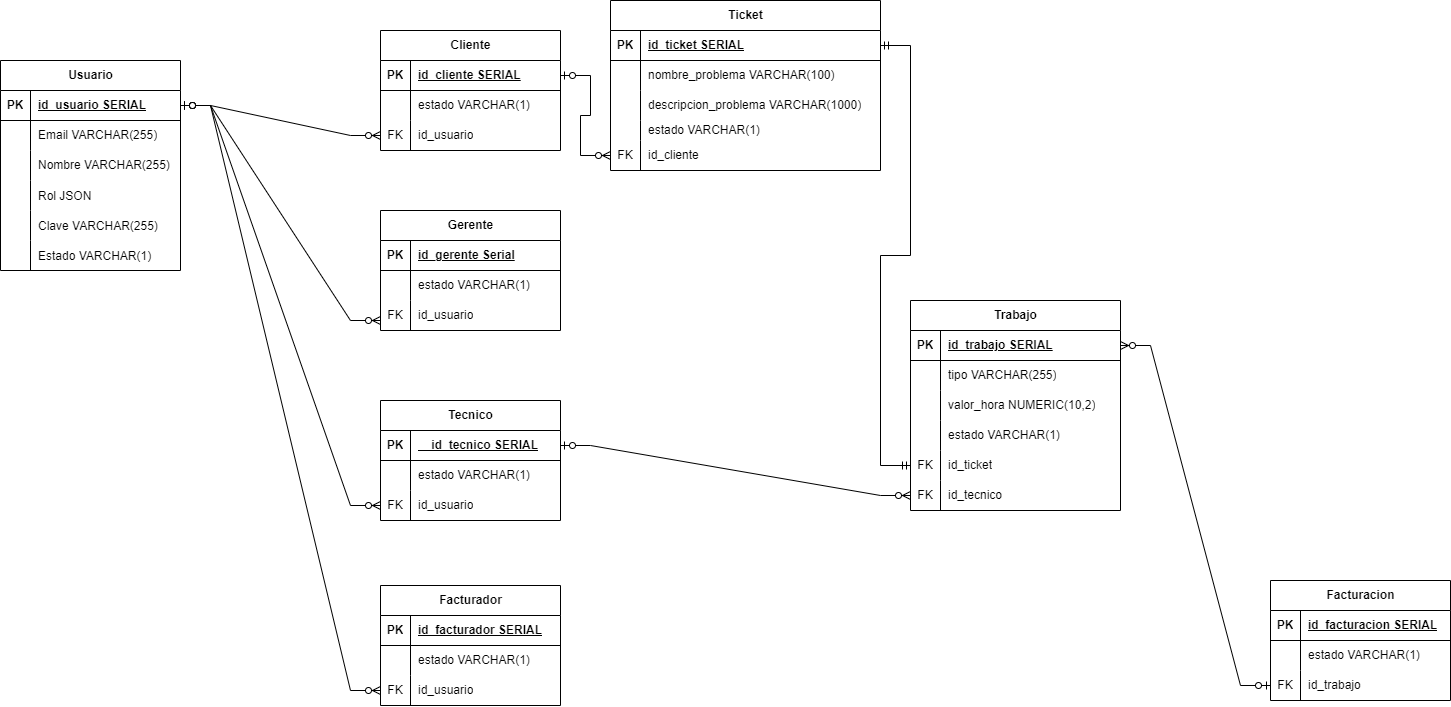 Usuario
PK id_usuario SERIAL
Email VARCHAR(255)
Nombre VARCHAR(255)
Rol JSON
Clave VARCHAR(255)
Estado VARCHAR(1)
Cliente
PK id_cliente SERIAL
estado VARCHAR(1)
FK id_usuario
Ticket
PK id_ticket SERIAL
nombre_problema VARCHAR(100)
descripcion_problema VARCHAR(1000)
estado VARCHAR(1)
FK id_cliente
Gerente
PK id_gerente Serial
estado VARCHAR(1)
FK id_usuario
Tecnico
PK __id_tecnico SERIAL
estado VARCHAR(1)
FK id_usuario
Facturador
PK id_facturador SERIAL
estado VARCHAR(1)
FK id_usuario
Trabajo
PK id_trabajo SERIAL
tipo VARCHAR(255)
valor_hora NUMERIC(10,2)
estado VARCHAR(1)
FK id_ticket
FK id_tecnico
Facturacion
PK id_facturacion SERIAL
estado VARCHAR(1)
FK id_trabajo